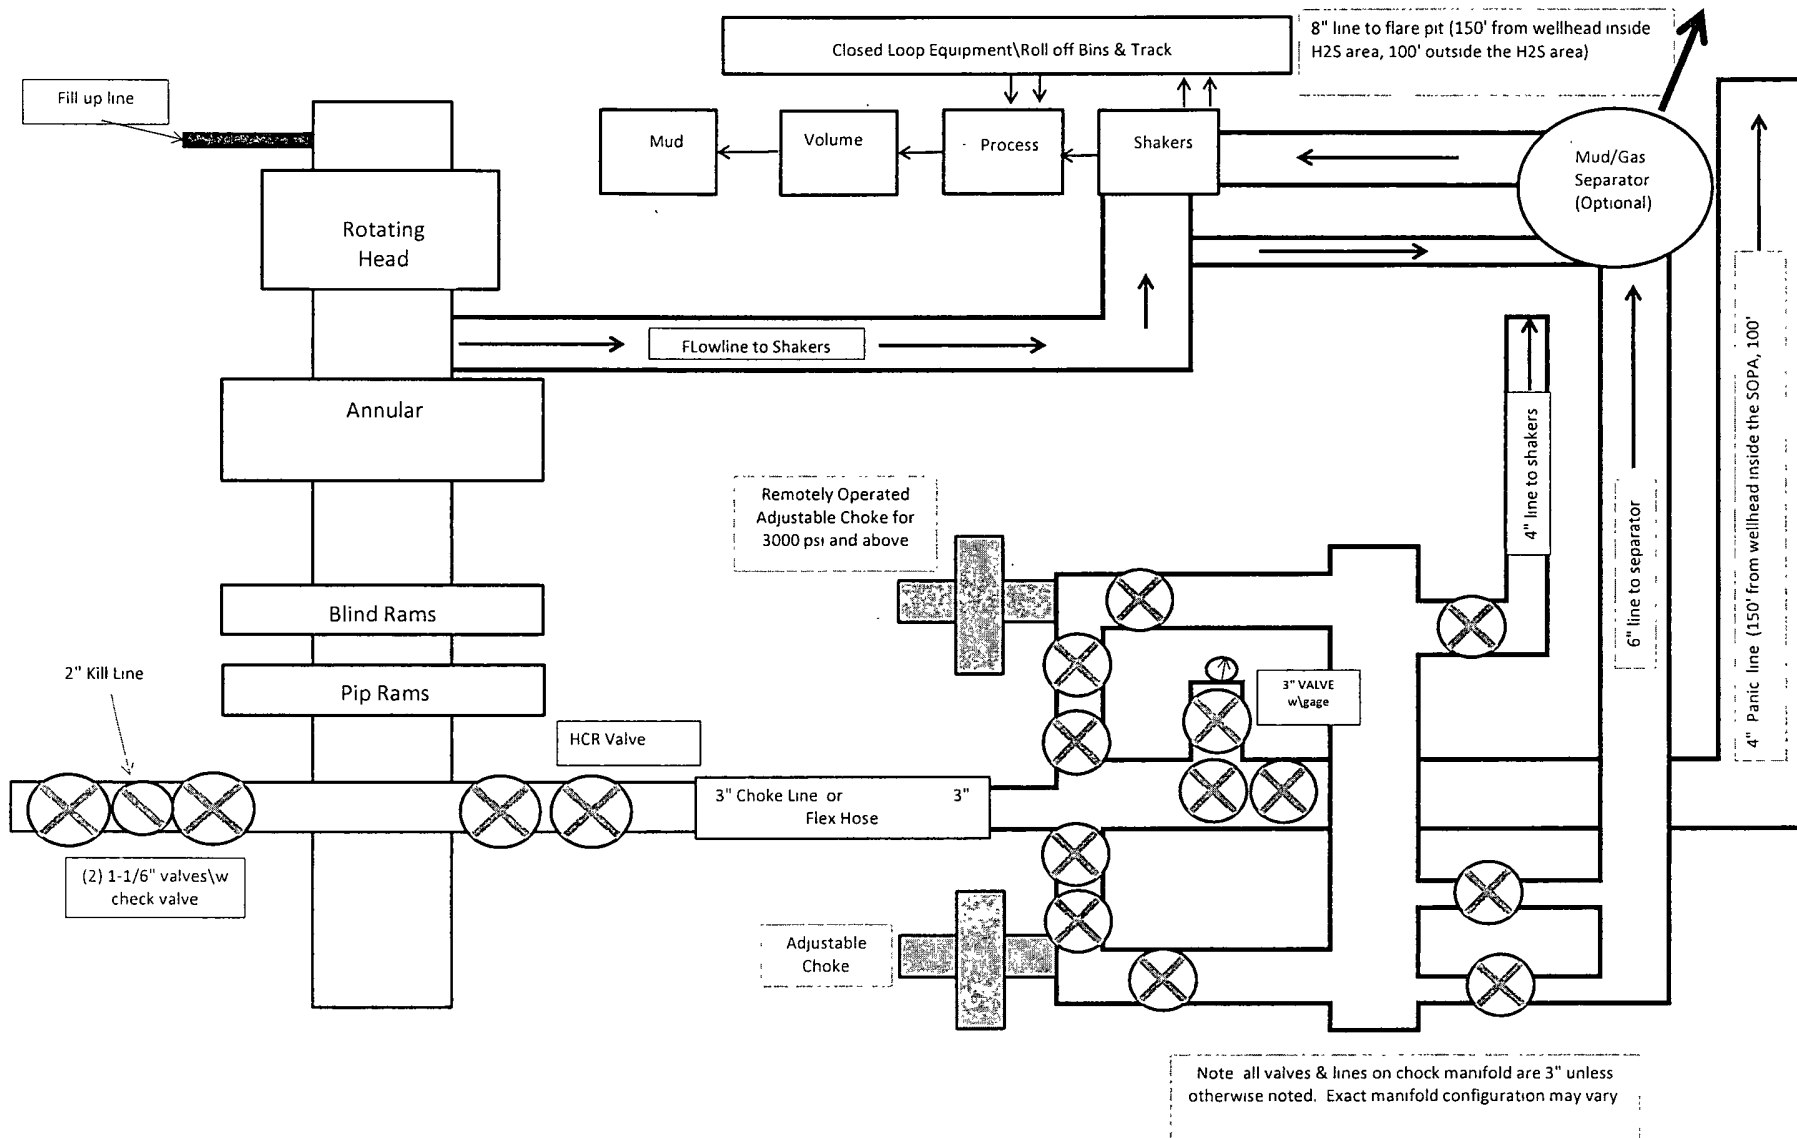 8" line to flare pit (150' from wellhead inside
H2S area, 100' outside the H2S area)
Closed Loop Equipment\Roll off Bins & Track
Fill up line
Mud
Volume
Process
Shakers
Mud/Gas
Separator
(Optional)
Rotating
Head
FLowline to Shakers
Annular
Remotely Operated
Adjustable Choke for
3000 psi and above
4" line to shakers
6" line to separator
4" Panic line (150' from wellhead inside the SOPA, 100'
Blind Rams
2" Kill Line
Pip Rams
3" VALVE
w\gage
HCR Valve
3" Choke Line or 3"
Flex Hose
(2) 1-1/6" valves\w
check valve
Adjustable
Choke
Note all valves & lines on chock manifold are 3" unless
otherwise noted. Exact manifold configuration may vary